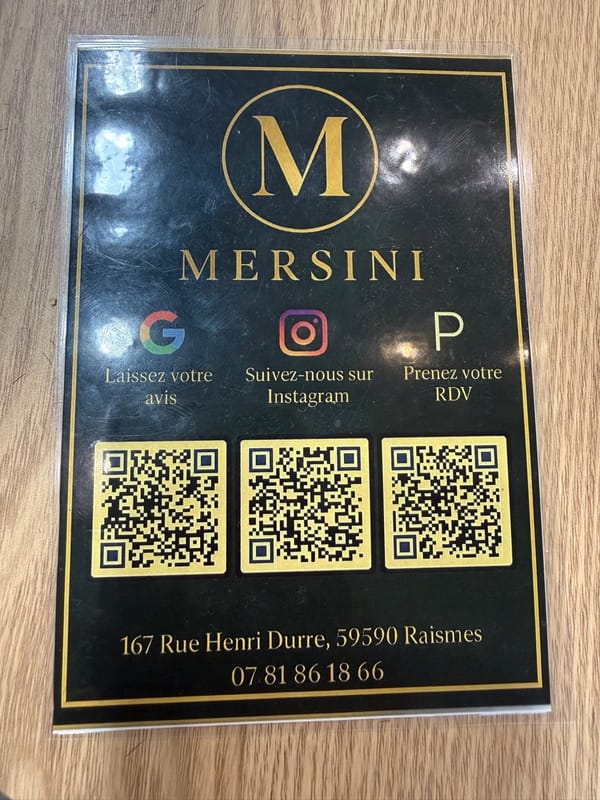 M
MERSINI
G
P
Laissez votre
avis
Suivez-nous sur
Instagram
Prenez votre
RDV
167 Rue Henri Durre, 59590 Raismes
07 81 86 18 66